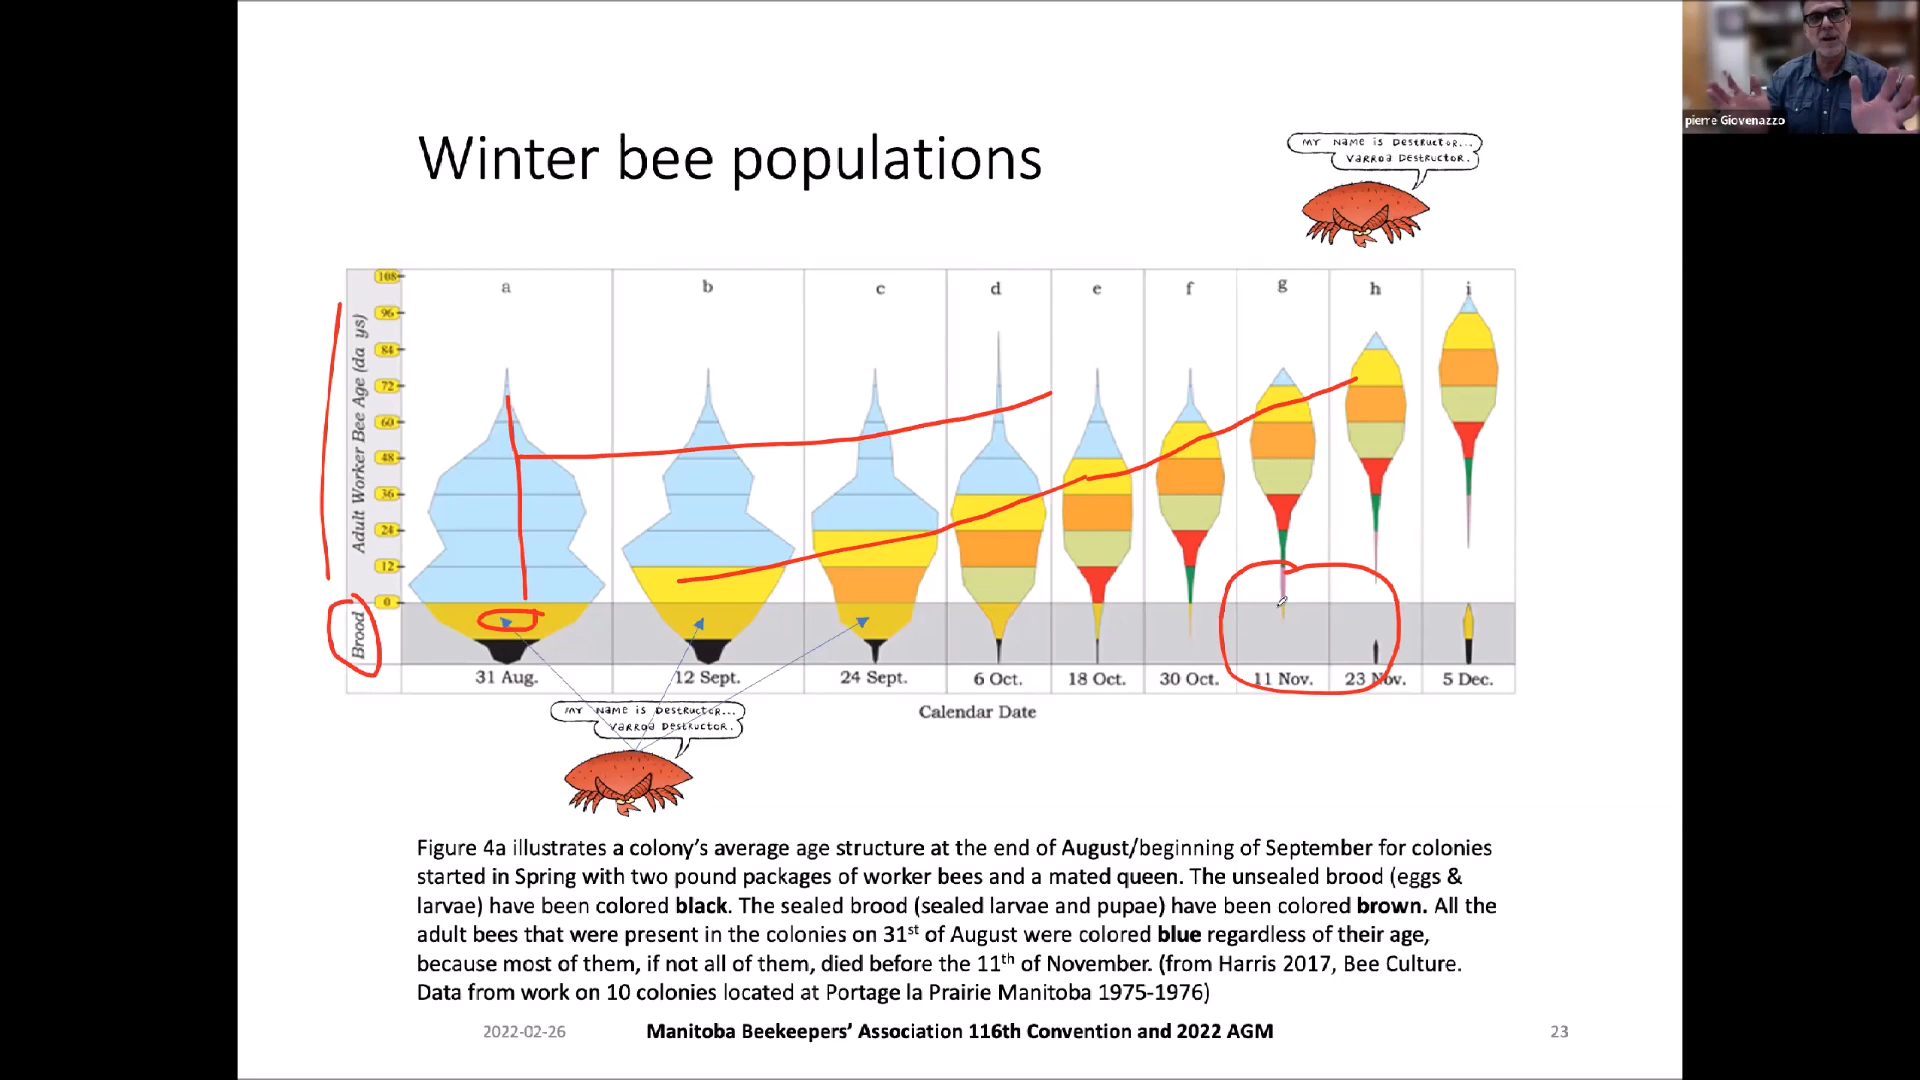 pierre Giovenazzo
Winter bee populations
MY NAME IS DESTRUCTOR...
VARROA DESTRUCTOR.
Adult Worker Bee Age (da ys)
108
96
84
72
60
48
36
24
12
0
Brood
a b c d e f g h i
31 Aug. 12 Sept. 24 Sept. 6 Oct. 18 Oct. 30 Oct. 11 Nov. 23 Nov. 5 Dec.
Calendar Date
MY NAME IS DESTRUCTOR...
VARROA DESTRUCTOR.
Figure 4a illustrates a colony’s average age structure at the end of August/beginning of September for colonies
started in Spring with two pound packages of worker bees and a mated queen. The unsealed brood (eggs &
larvae) have been colored black. The sealed brood (sealed larvae and pupae) have been colored brown. All the
adult bees that were present in the colonies on 31st of August were colored blue regardless of their age,
because most of them, if not all of them, died before the 11th of November. (from Harris 2017, Bee Culture.
Data from work on 10 colonies located at Portage la Prairie Manitoba 1975-1976)
2022-02-26 Manitoba Beekeepers’ Association 116th Convention and 2022 AGM 23